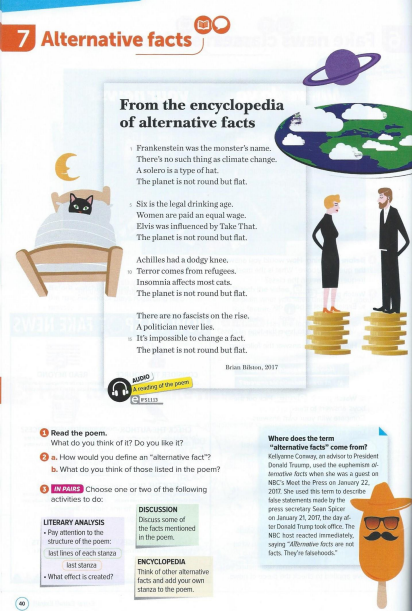 7 Alternative facts
From the encyclopedia
of alternative facts
1 Frankenstein was the monster's name.
There's no such thing as climate change.
A solero is a type of hat.
The planet is not round but flat.
5 Six is the legal drinking age.
Women are paid an equal wage.
Elvis was influenced by Take That.
The planet is not round but flat.
Achilles had a dodgy knee.
10 Terror comes from refugees.
Insomnia affects most cats.
The planet is not round but flat.
There are no fascists on the rise.
A politician never lies.
15 It's impossible to change a fact.
The planet is not round but flat.
Brian Bilston, 2017
AUDIO
A reading of the poem
1 Read the poem.
What do you think of it? Do you like it?
2 a. How would you define an "alternative fact"?
b. What do you think of those listed in the poem?
3 IN PAIRS Choose one or two of the following
activities to do:
LITERARY ANALYSIS
• Pay attention to the
structure of the poem:
last lines of each stanza
last stanza
• What effect is created?
DISCUSSION
Discuss some of
the facts mentioned
in the poem.
ENCYCLOPEDIA
Think of other alternative
facts and add your own
stanza to the poem.
Where does the term
"alternative facts" come from?
Kellyanne Conway, an advisor to President
Donald Trump, used the euphemism al-
ternative facts when she was a guest on
NBC's Meet the Press on January 22,
2017. She used this term to describe
false statements made by the
press secretary Sean Spicer
on January 21, 2017, the day af-
ter Donald Trump took office. The
NBC host reacted immediately,
saying "Alternative facts are not
facts. They're falsehoods."
40